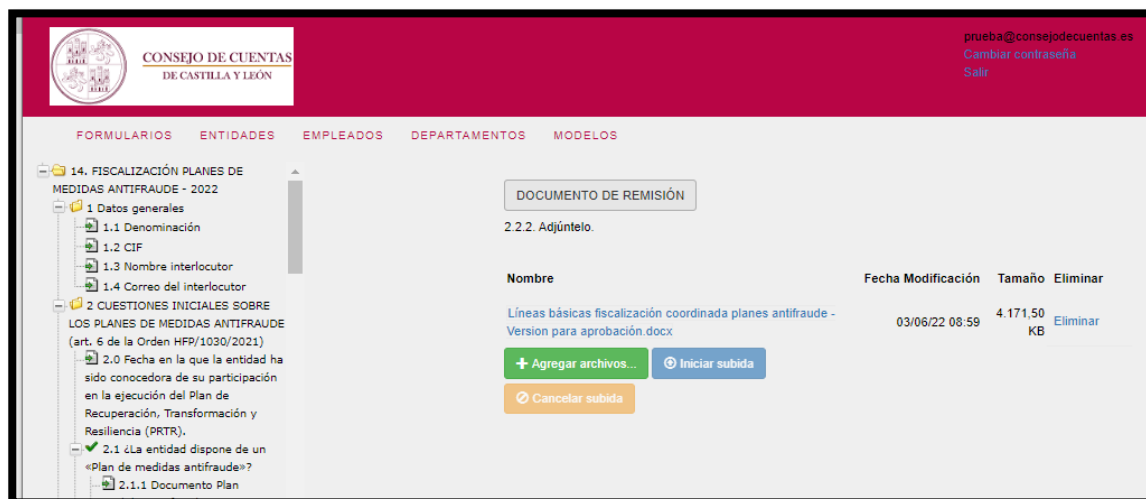 CONSEJO DE CUENTAS
DE CASTILLA Y LEÓN
prueba@consejodecuentas.es
Cambiar contraseña
Salir
FORMULARIOS ENTIDADES EMPLEADOS DEPARTAMENTOS MODELOS
14. FISCALIZACIÓN PLANES DE
MEDIDAS ANTIFRAUDE - 2022
1 Datos generales
1.1 Denominación
1.2 CIF
1.3 Nombre interlocutor
1.4 Correo del interlocutor
2 CUESTIONES INICIALES SOBRE
LOS PLANES DE MEDIDAS ANTIFRAUDE
(art. 6 de la Orden HFP/1030/2021)
2.0 Fecha en la que la entidad ha
sido conocedora de su participación
en la ejecución del Plan de
Recuperación, Transformación y
Resiliencia (PRTR).
2.1 ¿La entidad dispone de un
«Plan de medidas antifraude»?
2.1.1 Documento Plan
DOCUMENTO DE REMISIÓN
2.2.2. Adjúntelo.
Nombre Fecha Modificación Tamaño Eliminar
Líneas básicas fiscalización coordinada planes antifraude -
Version para aprobación.docx
03/06/22 08:59
4.171,50
KB
Eliminar
Agregar archivos... Iniciar subida
Cancelar subida